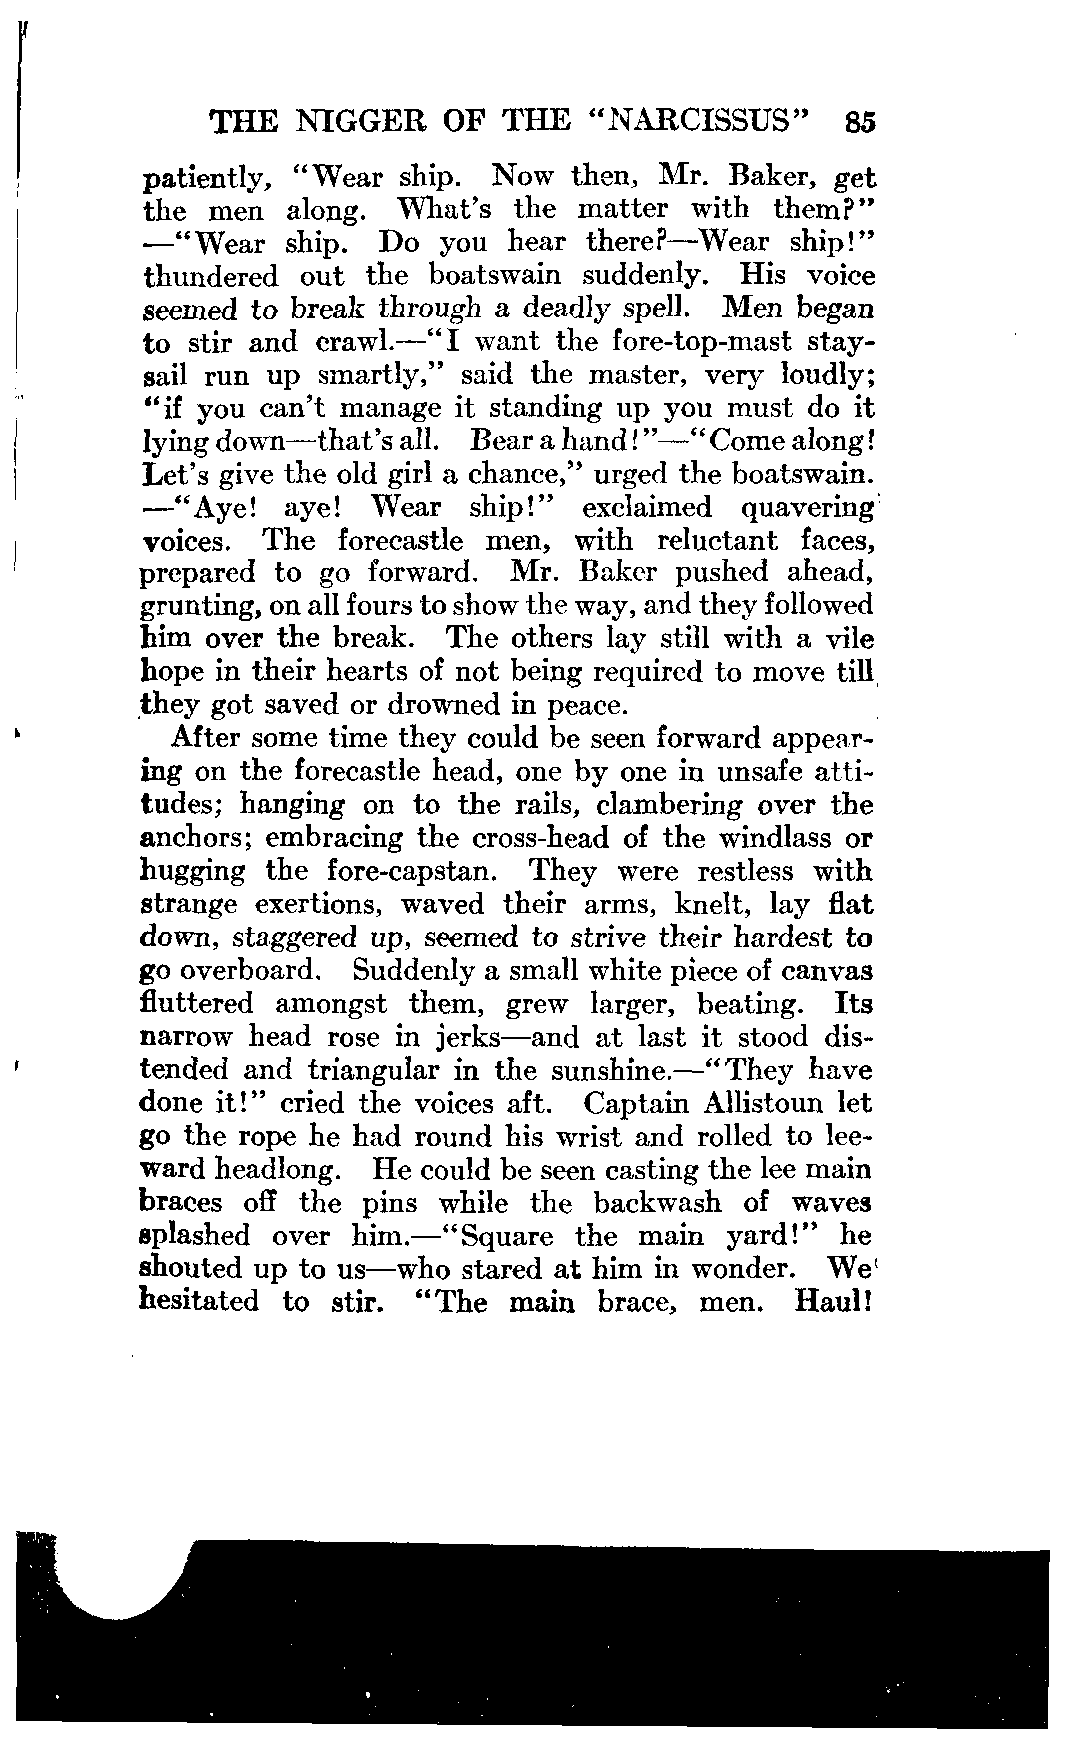 THE NIGGER OF THE "NARCISSUS" 85
patiently, "Wear ship. Now then, Mr. Baker, get
the men along. What's the matter with them?"
—"Wear ship. Do you hear there?—Wear ship!"
thundered out the boatswain suddenly. His voice
seemed to break through a deadly spell. Men began
to stir and crawl.—"I want the fore-top-mast stay-
sail run up smartly," said the master, very loudly;
"if you can't manage it standing up you must do it
lying down—that's all. Bear a hand!"—"Come along!
Let's give the old girl a chance," urged the boatswain.
—"Aye! aye! Wear ship!" exclaimed quavering
voices. The forecastle men, with reluctant faces,
prepared to go forward. Mr. Baker pushed ahead,
grunting, on all fours to show the way, and they followed
him over the break. The others lay still with a vile
hope in their hearts of not being required to move till
they got saved or drowned in peace.
After some time they could be seen forward appear-
ing on the forecastle head, one by one in unsafe atti-
tudes; hanging on to the rails, clambering over the
anchors; embracing the cross-head of the windlass or
hugging the fore-capstan. They were restless with
strange exertions, waved their arms, knelt, lay flat
down, staggered up, seemed to strive their hardest to
go overboard. Suddenly a small white piece of canvas
fluttered amongst them, grew larger, beating. Its
narrow head rose in jerks—and at last it stood dis-
tended and triangular in the sunshine.—"They have
done it!" cried the voices aft. Captain Allistoun let
go the rope he had round his wrist and rolled to lee-
ward headlong. He could be seen casting the lee main
braces off the pins while the backwash of waves
splashed over him.—"Square the main yard!" he
shouted up to us—who stared at him in wonder. We
hesitated to stir. "The main brace, men. Haul!